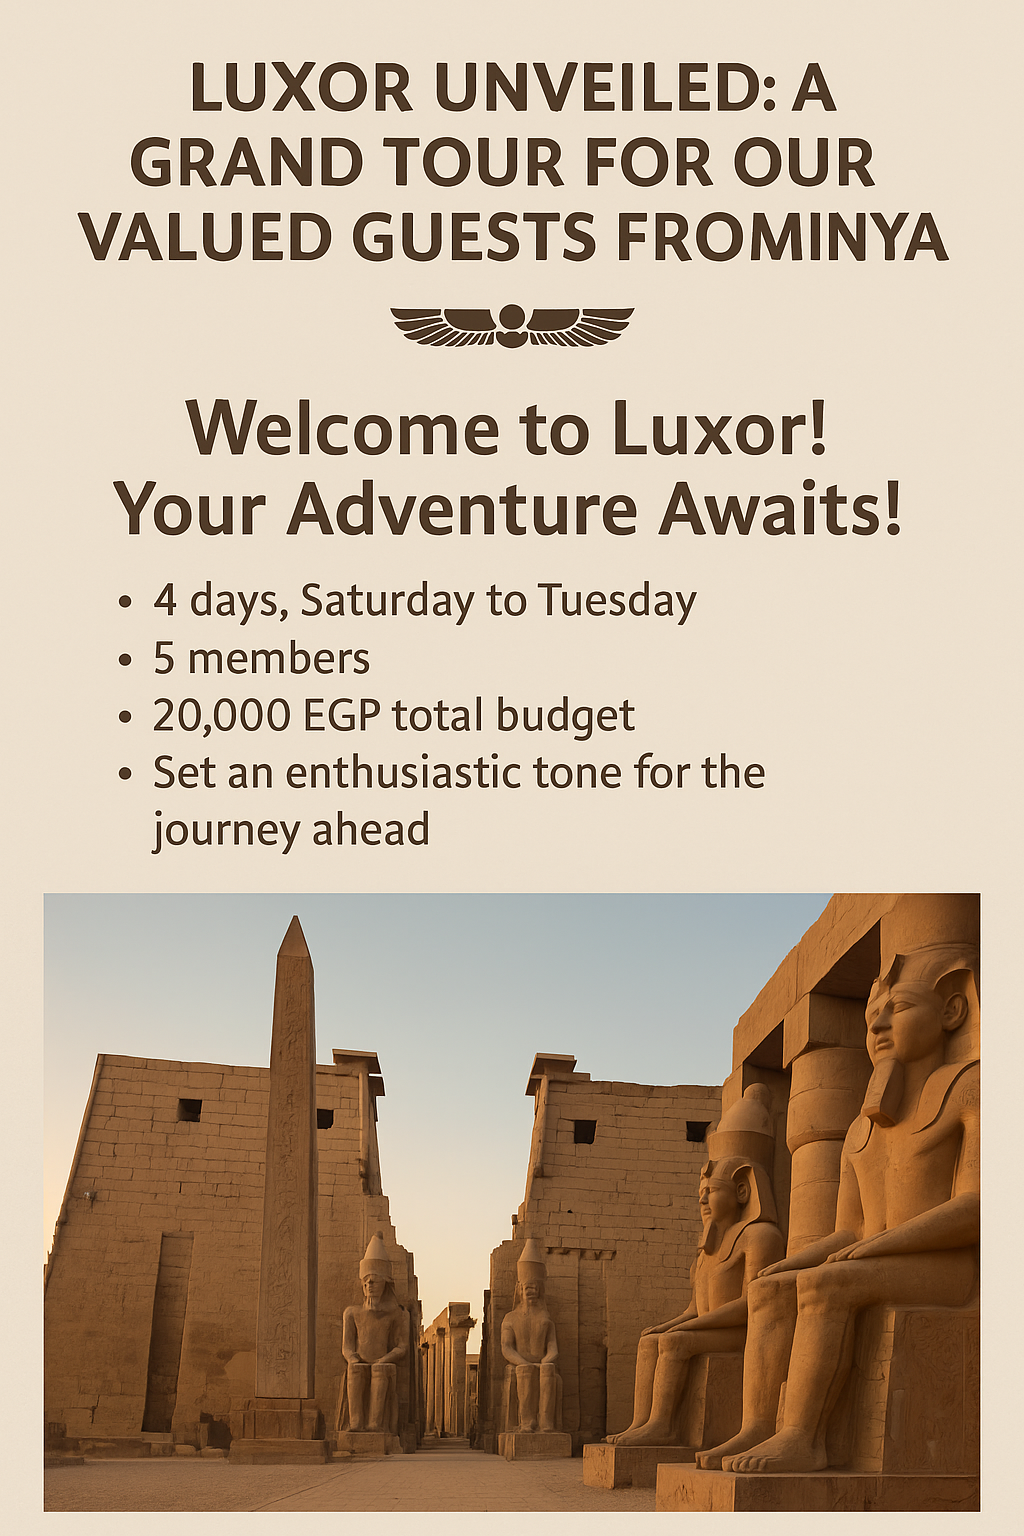 LUXOR UNVEILED: A
GRAND TOUR FOR OUR
VALUED GUESTS FROMINYA
Welcome to Luxor!
Your Adventure Awaits!
• 4 days, Saturday to Tuesday
• 5 members
• 20,000 EGP total budget
• Set an enthusiastic tone for the
journey ahead